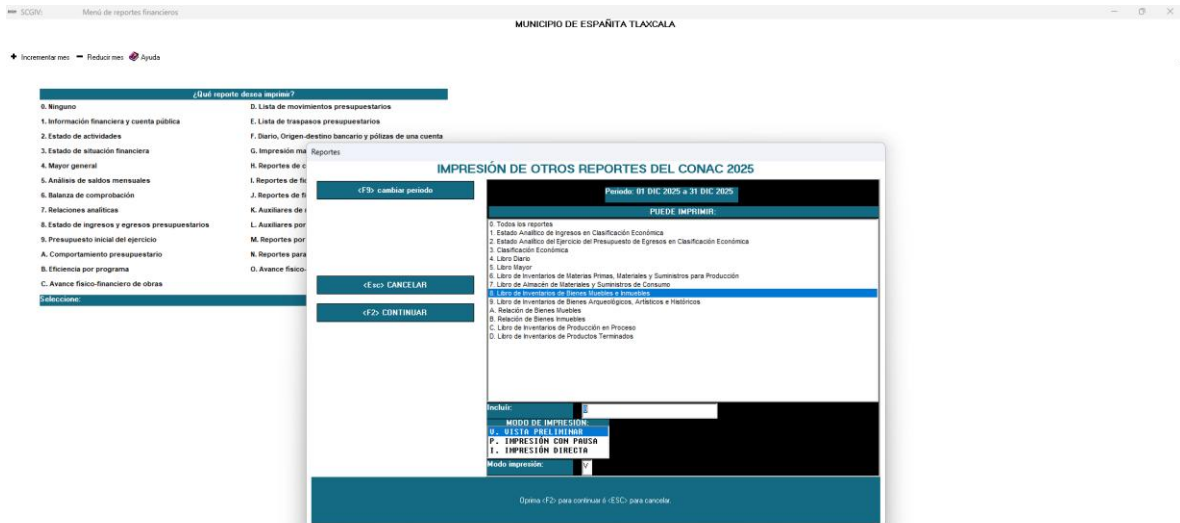 SCGIV: Menú de reportes financieros
MUNICIPIO DE ESPAÑITA TLAXCALA
Incrementar mes Reducir mes Ayuda
¿Qué reporte desea imprimir?
0. Ninguno
1. Información financiera y cuenta pública
2. Estado de actividades
3. Estado de situación financiera
4. Mayor general
5. Análisis de saldos mensuales
6. Balanza de comprobación
7. Relaciones analíticas
8. Estado de ingresos y egresos presupuestarios
9. Presupuesto inicial del ejercicio
A. Comportamiento presupuestario
B. Eficiencia por programa
C. Avance físico-financiero de obras
D. Lista de movimientos presupuestarios
E. Lista de traspasos presupuestarios
F. Diario, Origen-destino bancario y pólizas de una cuenta
G. Impresión ma
H. Reportes de c
I. Reportes de fi
J. Reportes de fi
K. Auxiliares de
L. Auxiliares por
M. Reportes por
N. Reportes para
O. Avance físico-
Seleccione:
Reportes
IMPRESIÓN DE OTROS REPORTES DEL CONAC 2025
<F9> cambiar periodo
<Esc> CANCELAR
<F2> CONTINUAR
Periodo: 01 DIC 2025 a 31 DIC 2025
PUEDE IMPRIMIR:
0. Todos los reportes
1. Estado Analítico de Ingresos en Clasificación Económica
2. Estado Analítico del Ejercicio del Presupuesto de Egresos en Clasificación Económica
3. Clasificación Económica
4. Libro Diario
5. Libro Mayor
6. Libro de Inventarios de Materias Primas, Materiales y Suministros para Producción
7. Libro de Almacén de Materiales y Suministros de Consumo
8. Libro de Inventarios de Bienes Muebles e Inmuebles
9. Libro de Inventarios de Bienes Arqueológicos, Artísticos e Históricos
A. Relación de Bienes Muebles
B. Relación de Bienes Inmuebles
C. Libro de Inventarios de Producción en Proceso
D. Libro de Inventarios de Productos Terminados
Incluir: 8
MODO DE IMPRESIÓN:
V. VISTA PRELIMINAR
P. IMPRESIÓN CON PAUSA
I. IMPRESIÓN DIRECTA
Modo impresión: V
Oprima <F2> para continuar ó <ESC> para cancelar.